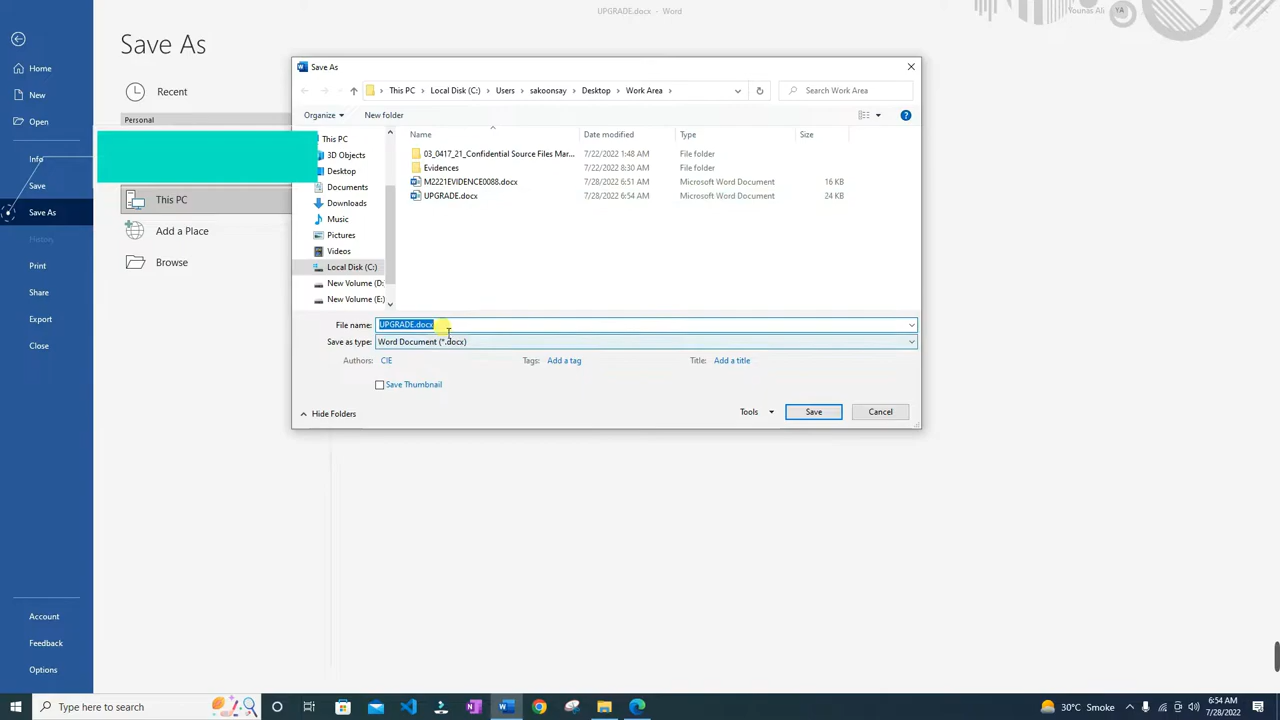 UPGRADE.docx - Word
Younas Ali
YA
Save As
Home
New
Open
Info
Save
Save As
History
Print
Share
Export
Close
Account
Feedback
Options
Recent
Personal
This PC
Add a Place
Browse
Save As
This PC > Local Disk (C:) > Users > sakoonsay > Desktop > Work Area >
Search Work Area
Organize
New folder
This PC
3D Objects
Desktop
Documents
Downloads
Music
Pictures
Videos
Local Disk (C:)
New Volume (D:
New Volume (E:)
Name Date modified Type Size
03_0417_21_Confidential Source Files Mar... 7/22/2022 1:48 AM File folder
Evidences 7/22/2022 8:30 AM File folder
M2221EVIDENCE0088.docx 7/28/2022 6:51 AM Microsoft Word Document 16 KB
UPGRADE.docx 7/28/2022 6:54 AM Microsoft Word Document 24 KB
File name: UPGRADE.docx
Save as type: Word Document (*.docx)
Authors: CIE Tags: Add a tag Title: Add a title
Save Thumbnail
Hide Folders
Tools
Save
Cancel
Type here to search
30°C Smoke
6:54 AM
7/28/2022